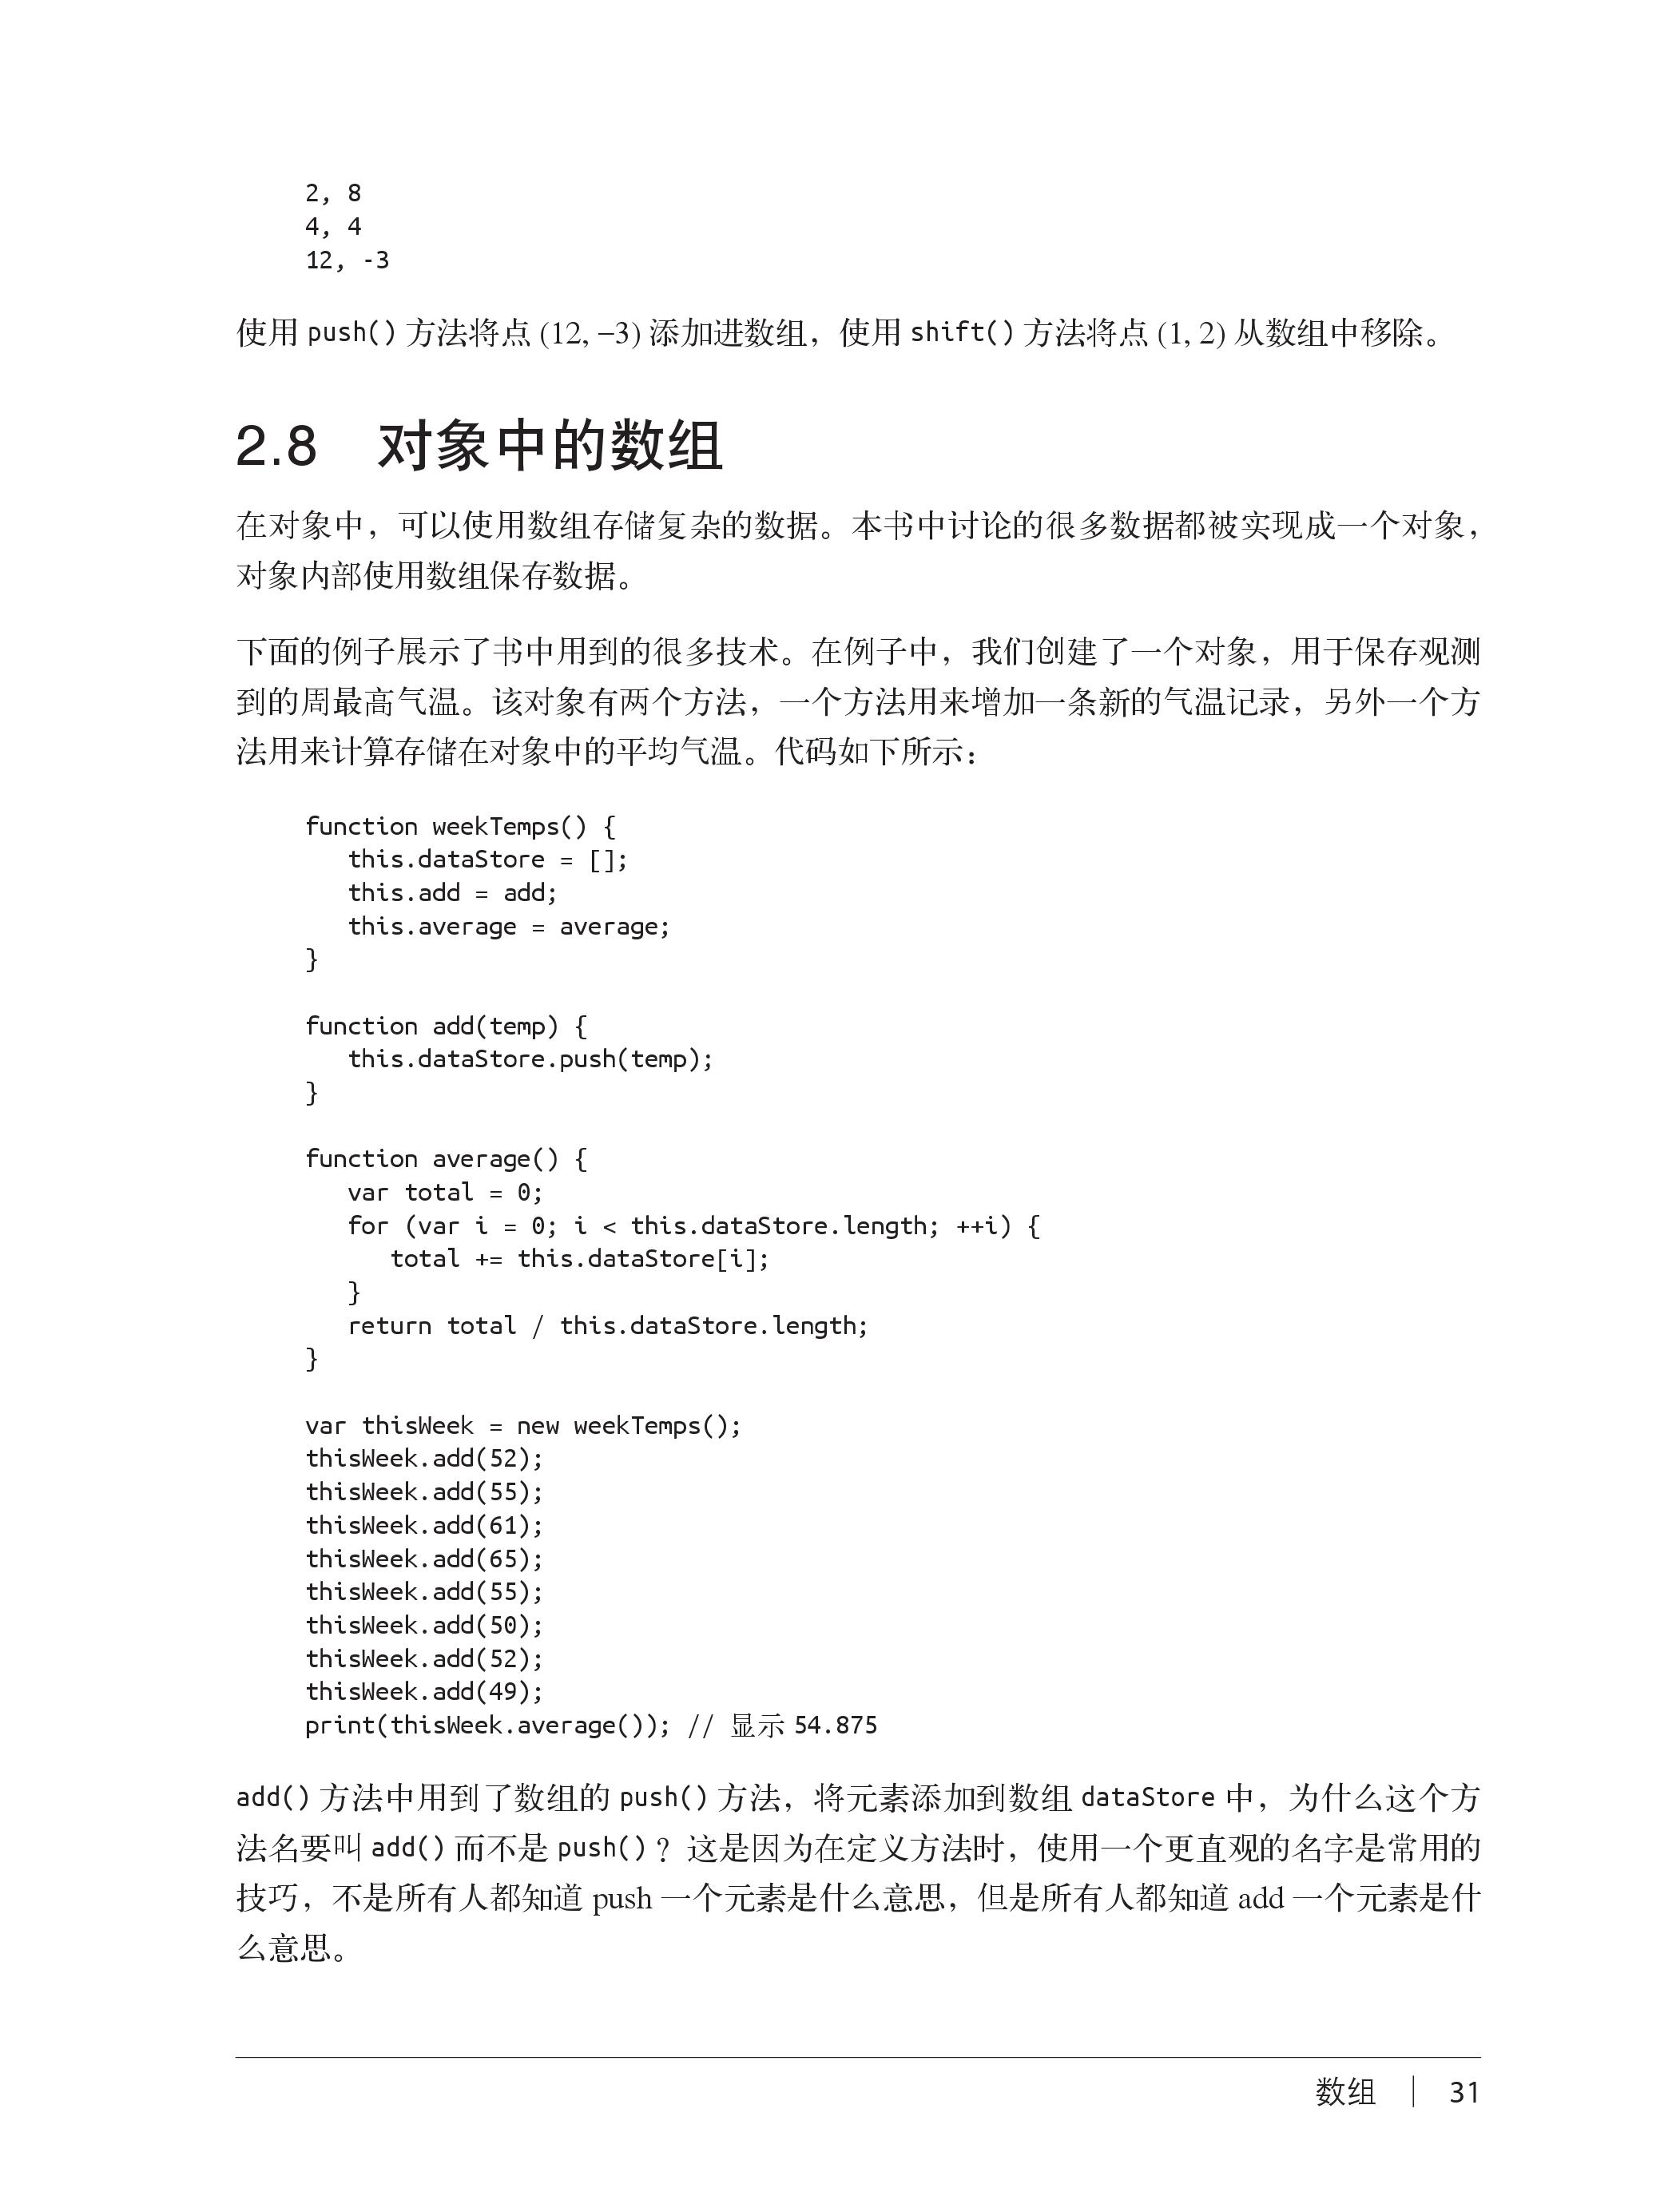 2, 8
4, 4
12, -3
使用 push() 方法将点 (12, –3) 添加进数组，使用 shift() 方法将点 (1, 2) 从数组中移除。
2.8 对象中的数组
在对象中，可以使用数组存储复杂的数据。本书中讨论的很多数据都被实现成一个对象，
对象内部使用数组保存数据。
下面的例子展示了书中用到的很多技术。在例子中，我们创建了一个对象，用于保存观测
到的周最高气温。该对象有两个方法，一个方法用来增加一条新的气温记录，另外一个方
法用来计算存储在对象中的平均气温。代码如下所示：
function weekTemps() {
   this.dataStore = [];
   this.add = add;
   this.average = average;
}
function add(temp) {
   this.dataStore.push(temp);
}
function average() {
   var total = 0;
   for (var i = 0; i < this.dataStore.length; ++i) {
      total += this.dataStore[i];
   }
   return total / this.dataStore.length;
}
var thisWeek = new weekTemps();
thisWeek.add(52);
thisWeek.add(55);
thisWeek.add(61);
thisWeek.add(65);
thisWeek.add(55);
thisWeek.add(50);
thisWeek.add(52);
thisWeek.add(49);
print(thisWeek.average()); // 显示 54.875
add() 方法中用到了数组的 push() 方法，将元素添加到数组 dataStore 中，为什么这个方
法名要叫 add() 而不是 push() ？这是因为在定义方法时，使用一个更直观的名字是常用的
技巧，不是所有人都知道 push 一个元素是什么意思，但是所有人都知道 add 一个元素是什
么意思。
数组 | 31